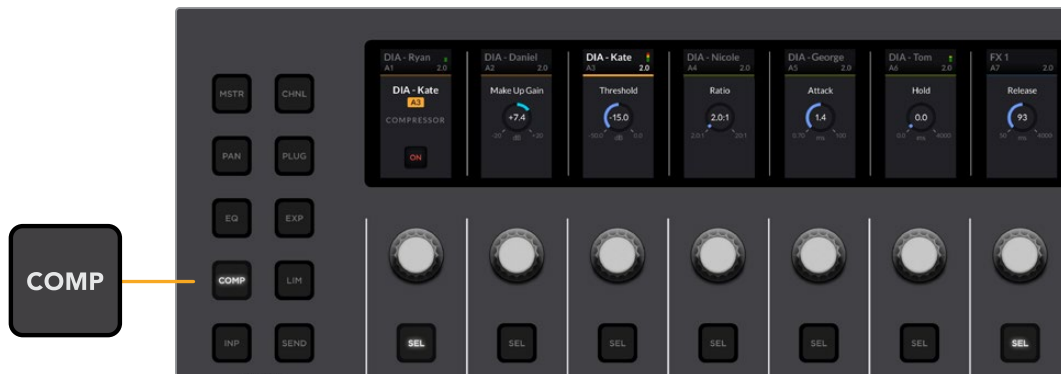 COMP
MSTR CHNL
PAN PLUG
EQ EXP
COMP LIM
INP SEND
DIA - Ryan
A1 2.0
DIA - Kate
A3
COMPRESSOR
ON
DIA - Daniel
A2 2.0
Make Up Gain
+7.4
-20 +20
dB
DIA - Kate
A3 2.0
Threshold
-15.0
-50.0 0.0
dB
DIA - Nicole
A4 2.0
Ratio
2.0:1
2.0:1 20:1
DIA - George
A5 2.0
Attack
1.4
0.70 100
ms
DIA - Tom
A6 2.0
Hold
0.0
0.0 4000
ms
FX 1
A7 2.0
Release
93
50 4000
ms
SEL SEL SEL SEL SEL SEL SEL